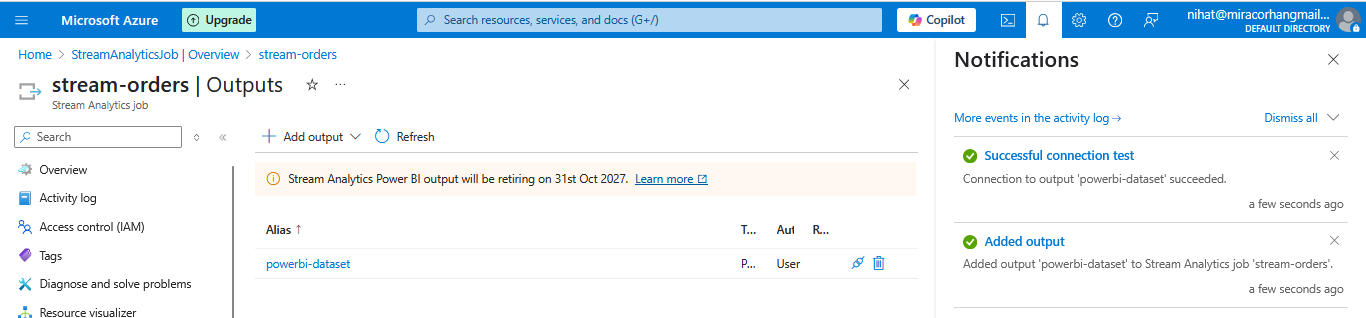 Microsoft Azure
Upgrade
Search resources, services, and docs (G+/)
Copilot
nihat@miracorhangmail...
DEFAULT DIRECTORY
Home > StreamAnalyticsJob | Overview > stream-orders
stream-orders | Outputs
Stream Analytics job
Search
Overview
Activity log
Access control (IAM)
Tags
Diagnose and solve problems
Resource visualizer
Add output
Refresh
Stream Analytics Power BI output will be retiring on 31st Oct 2027. Learn more
Alias ↑ T... Aut R...
powerbi-dataset P... User
Notifications
More events in the activity log → Dismiss all
Successful connection test
Connection to output 'powerbi-dataset' succeeded.
a few seconds ago
Added output
Added output 'powerbi-dataset' to Stream Analytics job 'stream-orders'.
a few seconds ago